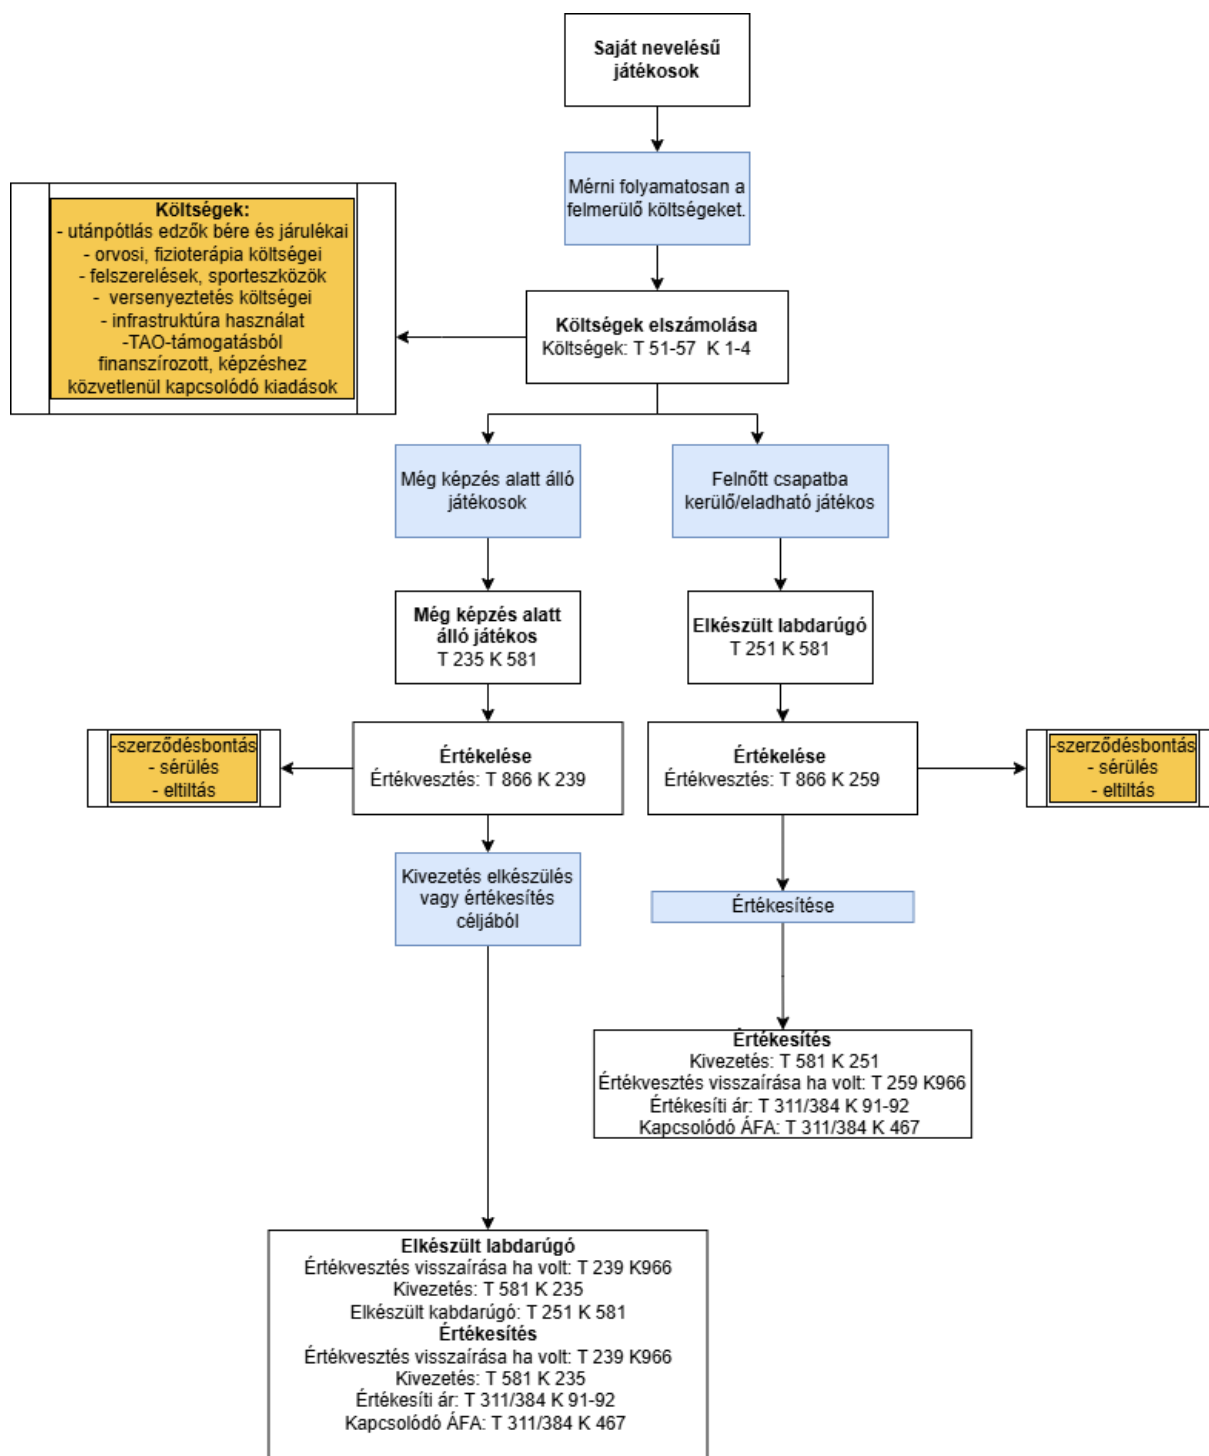 Saját nevelésű
játékosok
Mérni folyamatosan a
felmerülő költségeket.
Költségek:
- utánpótlás edzők bére és járulékai
- orvosi, fizioterápia költségei
- felszerelések, sporteszközök
- versenyeztetés költségei
- infrastruktúra használat
-TAO-támogatásból
finanszírozott, képzéshez
közvetlenül kapcsolódó kiadások
Költségek elszámolása
Költségek: T 51-57 K 1-4
Még képzés alatt álló
játékosok
Felnőtt csapatba
kerülő/eladható játékos
Még képzés alatt
álló játékos
T 235 K 581
Elkészült labdarúgó
T 251 K 581
-szerződésbontás
- sérülés
- eltiltás
Értékelése
Értékvesztés: T 866 K 239
Értékelése
Értékvesztés: T 866 K 259
-szerződésbontás
- sérülés
- eltiltás
Kivezetés elkészülés
vagy értékesítés
céljából
Értékesítése
Értékesítés
Kivezetés: T 581 K 251
Értékvesztés visszaírása ha volt: T 259 K966
Értékesíti ár: T 311/384 K 91-92
Kapcsolódó ÁFA: T 311/384 K 467
Elkészült labdarúgó
Értékvesztés visszaírása ha volt: T 239 K966
Kivezetés: T 581 K 235
Elkészült kabdarúgó: T 251 K 581
Értékesítés
Értékvesztés visszaírása ha volt: T 239 K966
Kivezetés: T 581 K 235
Értékesíti ár: T 311/384 K 91-92
Kapcsolódó ÁFA: T 311/384 K 467